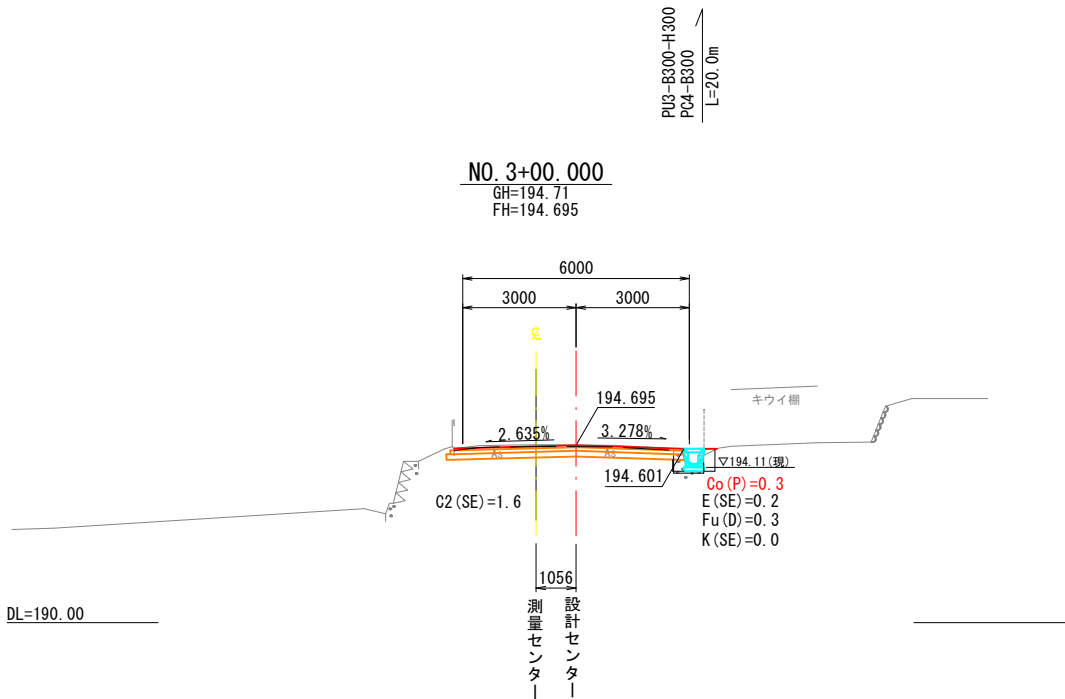 PU3-B300-H300
PC4-B300
L=20.0m
NO.3+00.000
GH=194.71
FH=194.695
6000
3000
3000
℄
194.695
キウイ棚
2.635%
3.278%
As
As
▽194.11(現)
194.601
Co(P)=0.3
C2(SE)=1.6
E(SE)=0.2
Fu(D)=0.3
K(SE)=0.0
1056
DL=190.00
測量センター
設計センター